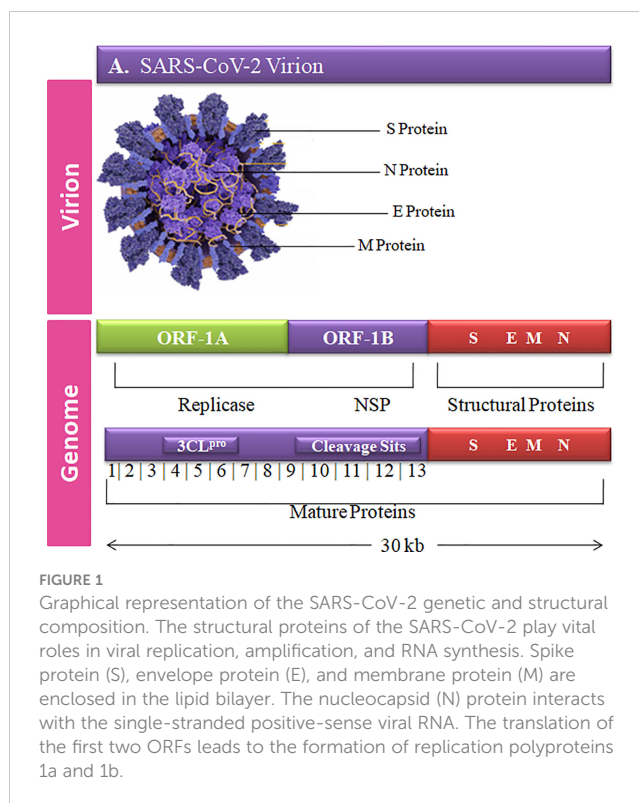 A. SARS-CoV-2 Virion
Virion
S Protein
N Protein
E Protein
M Protein
Genome
ORF-1A ORF-1B S E M N
Replicase NSP Structural Proteins
3CLpro Cleavage Sits S E M N
1|2|3|4|5|6|7|8|9|10|11|12|13
Mature Proteins
30 kb
FIGURE 1
Graphical representation of the SARS-CoV-2 genetic and structural
composition. The structural proteins of the SARS-CoV-2 play vital
roles in viral replication, amplification, and RNA synthesis. Spike
protein (S), envelope protein (E), and membrane protein (M) are
enclosed in the lipid bilayer. The nucleocapsid (N) protein interacts
with the single-stranded positive-sense viral RNA. The translation of
the first two ORFs leads to the formation of replication polyproteins
1a and 1b.